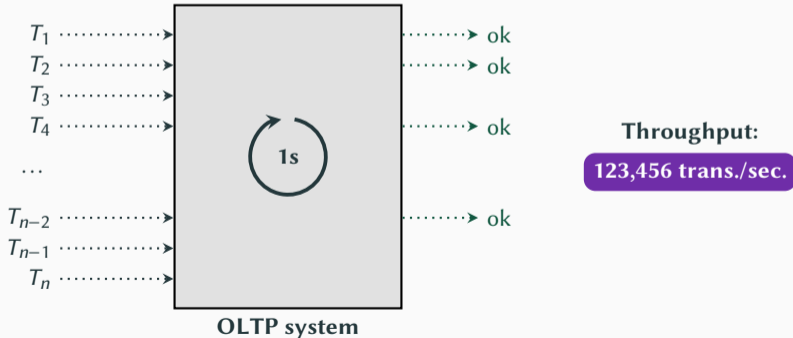 T₁ ok
T₂ ok
T₃
T₄ ok
1s
Throughput:
123,456 trans./sec.
...
Tₙ₋₂ ok
Tₙ₋₁
Tₙ
OLTP system